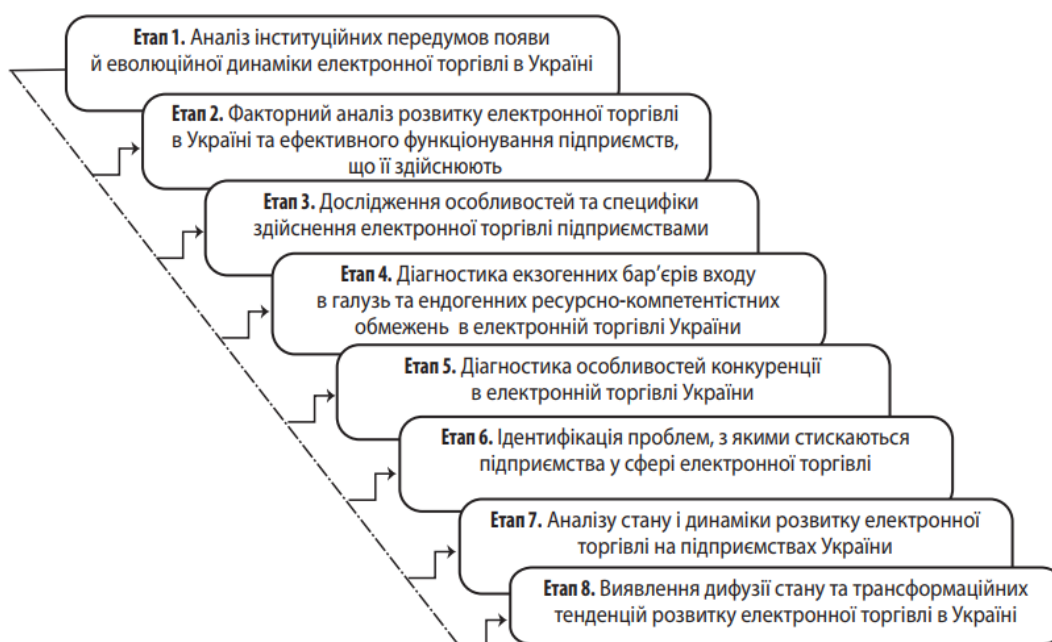 Етап 1. Аналіз інституційних передумов появи
й еволюційної динаміки електронної торгівлі в Україні
Етап 2. Факторний аналіз розвитку електронної торгівлі
в Україні та ефективного функціонування підприємств,
що її здійснюють
Етап 3. Дослідження особливостей та специфіки
здійснення електронної торгівлі підприємствами
Етап 4. Діагностика екзогенних бар’єрів входу
в галузь та ендогенних ресурсно-компетентістних
обмежень в електронній торгівлі України
Етап 5. Діагностика особливостей конкуренції
в електронній торгівлі України
Етап 6. Ідентифікація проблем, з якими стискаються
підприємства у сфері електронної торгівлі
Етап 7. Аналізу стану і динаміки розвитку електронної
торгівлі на підприємствах України
Етап 8. Виявлення дифузії стану та трансформаційних
тенденцій розвитку електронної торгівлі в Україні